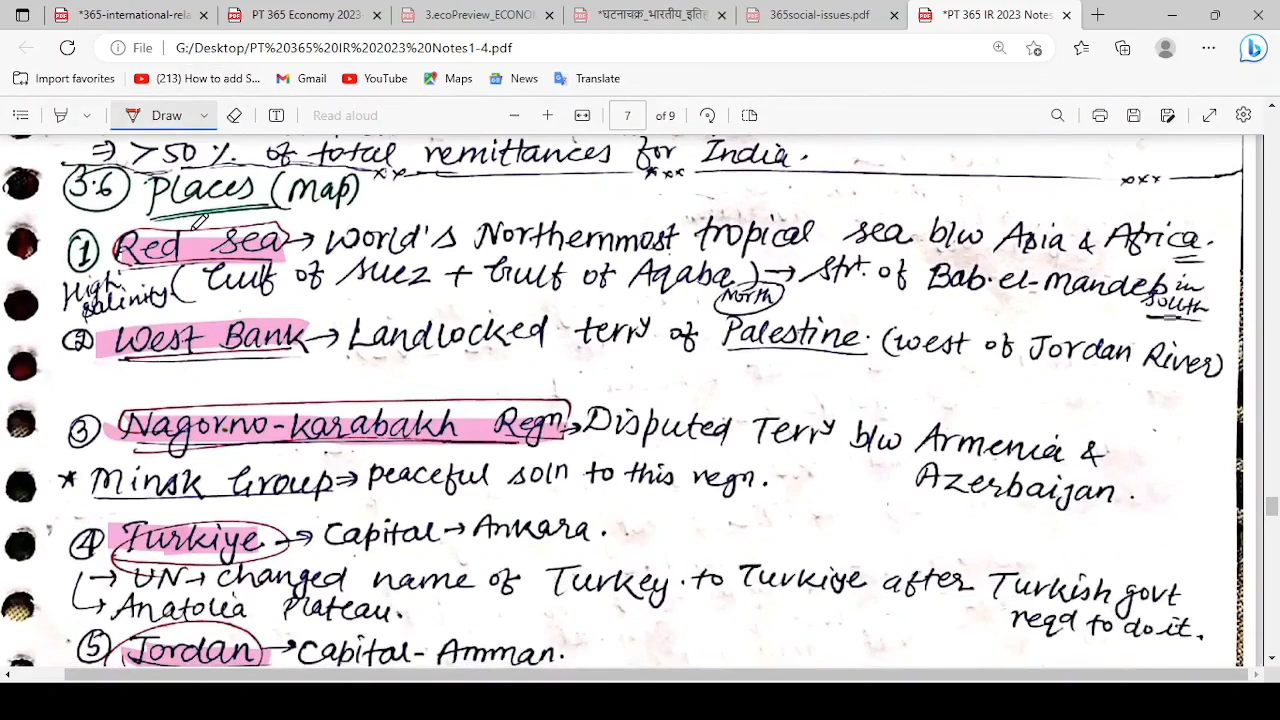 *365-international-rela
PT 365 Economy 2023
3.ecoPreview_ECONO
*घटनाचक्र_भारतीय_इति
365social-issues.pdf
*PT 365 IR 2023 Notes
File G:/Desktop/PT%20365%20IR%202023%20Notes1-4.pdf
Import favorites (213) How to add S... Gmail YouTube Maps News Translate
Draw Read aloud 7 of 9
⇒ >50% of total remittances for India.
3.6 Places (Map)
① Red Sea → World's Northernmost tropical sea b/w Asia & Africa.
High salinity (Gulf of Suez + Gulf of Aqaba) → Str. of Bab-el-Mandeb in south
North
② West Bank → Landlocked terrʸ of Palestine. (West of Jordan River)
③ Nagorno-Karabakh Regn → Disputed Terrʸ b/w Armenia & Azerbaijan.
* Minsk Group ⇒ peaceful soln to this regn.
④ Turkiye → Capital → Ankara.
→ UN → changed name of Turkey to Turkiye after Turkish govt reqd to do it.
→ Anatolia Plateau.
⑤ Jordan → Capital - Amman.